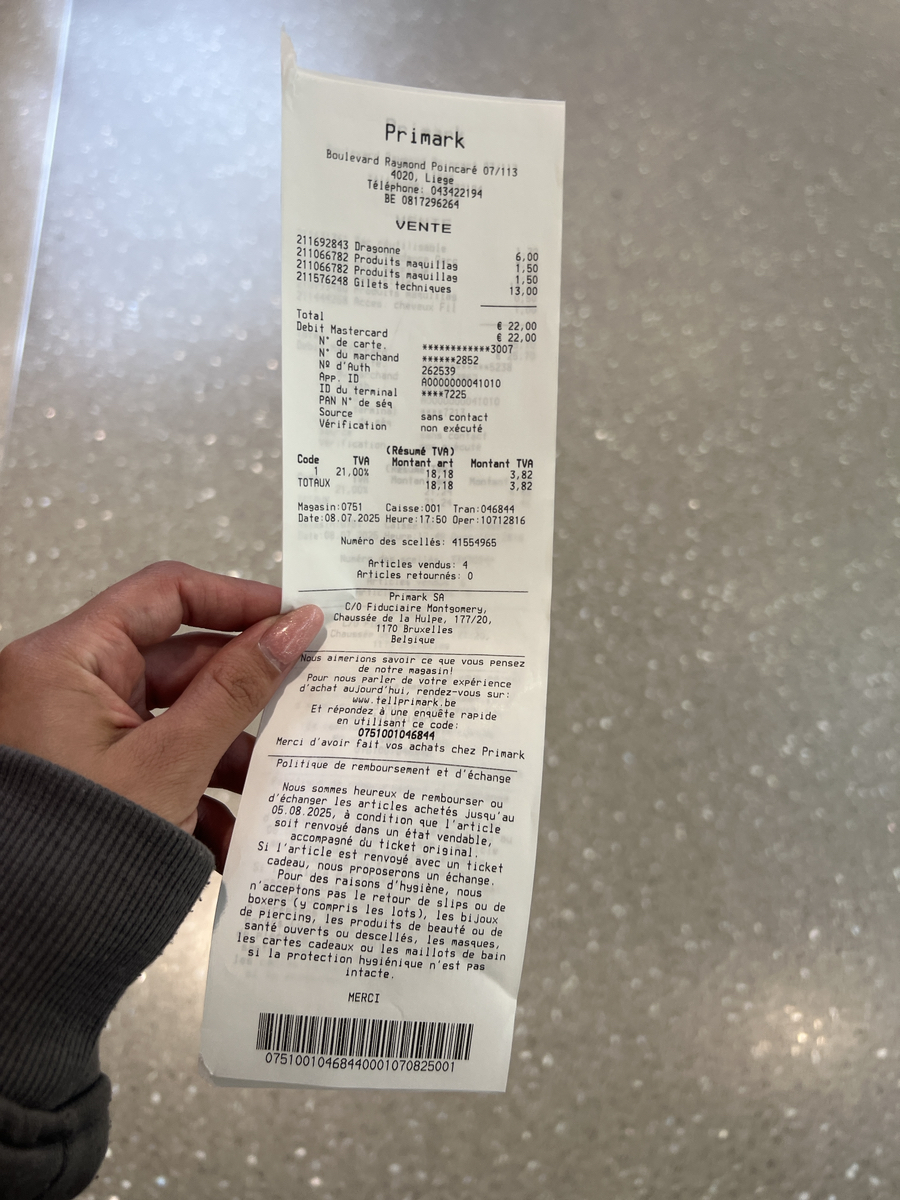 Primark
Boulevard Raymond Poincaré 07/113
4020, Liege
Téléphone: 043422194
BE 0817296264
VENTE
211692843 Dragonne 6,00
211066782 Produits maquillag 1,50
211066782 Produits maquillag 1,50
211576248 Gilets techniques 13,00
Total € 22,00
Debit Mastercard € 22,00
N° de carte. ************3007
N° du marchand ******2852
Nº d'Auth 262539
App. ID A0000000041010
ID du terminal ****7225
PAN N° de séq
Source sans contact
Vérification non exécuté
(Résumé TVA)
Code TVA Montant art Montant TVA
1 21,00% 18,18 3,82
TOTAUX 18,18 3,82
Magasin:0751 Caisse:001 Tran:046844
Date:08.07.2025 Heure:17:50 Oper:10712816
Numéro des scellés: 41554965
Articles vendus: 4
Articles retournés: 0
Primark SA
C/O Fiduciaire Montgomery,
Chaussée de la Hulpe, 177/20,
1170 Bruxelles
Belgique
Nous aimerions savoir ce que vous pensez
de notre magasin!
Pour nous parler de votre expérience
d'achat aujourd'hui, rendez-vous sur:
www.tellprimark.be
Et répondez à une enquête rapide
en utilisant ce code:
0751001046844
Merci d'avoir fait vos achats chez Primark
Politique de remboursement et d'échange
Nous sommes heureux de rembourser ou
d'échanger les articles achetés jusqu'au
05.08.2025, à condition que l'article
soit renvoyé dans un état vendable,
accompagné du ticket original.
Si l'article est renvoyé avec un ticket
cadeau, nous proposerons un échange.
Pour des raisons d'hygiène, nous
n'acceptons pas le retour de slips ou de
boxers (y compris les lots), les bijoux
de piercing, les produits de beauté ou de
santé ouverts ou descellés, les masques,
les cartes cadeaux ou les maillots de bain
si la protection hygiénique n'est pas
intacte.
MERCI
07510010468440001070825001